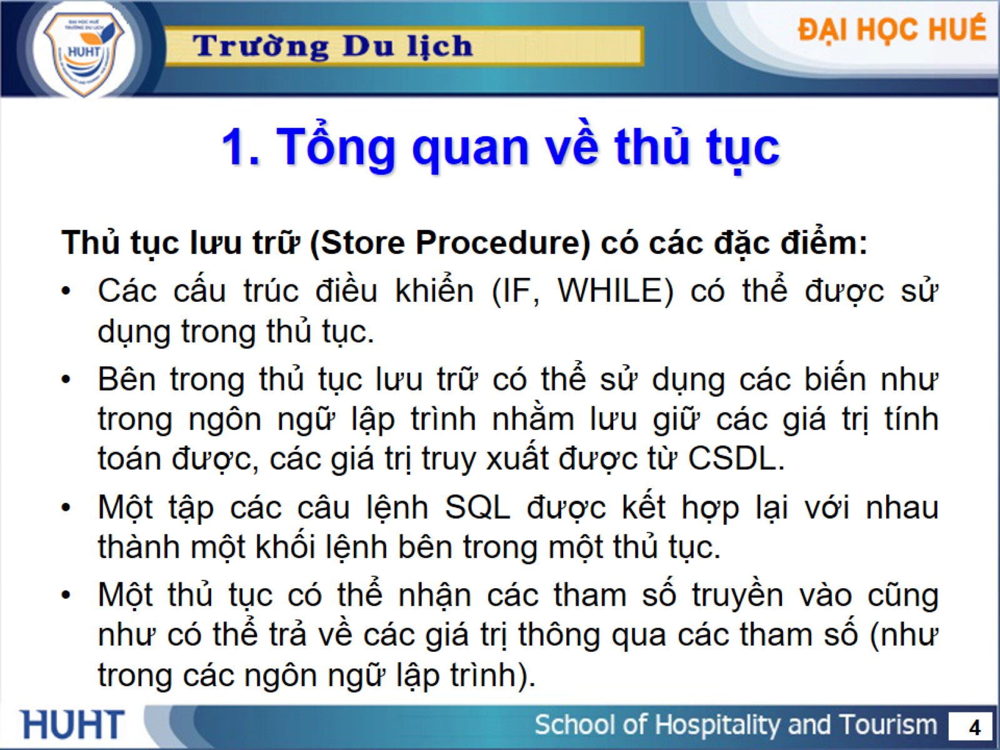 ĐẠI HỌC HUẾ
TRƯỜNG DU LỊCH
HUHT
Trường Du lịch
ĐẠI HỌC HUẾ
1. Tổng quan về thủ tục
Thủ tục lưu trữ (Store Procedure) có các đặc điểm:
• Các cấu trúc điều khiển (IF, WHILE) có thể được sử
dụng trong thủ tục.
• Bên trong thủ tục lưu trữ có thể sử dụng các biến như
trong ngôn ngữ lập trình nhằm lưu giữ các giá trị tính
toán được, các giá trị truy xuất được từ CSDL.
• Một tập các câu lệnh SQL được kết hợp lại với nhau
thành một khối lệnh bên trong một thủ tục.
• Một thủ tục có thể nhận các tham số truyền vào cũng
như có thể trả về các giá trị thông qua các tham số (như
trong các ngôn ngữ lập trình).
HUHT
School of Hospitality and Tourism
4